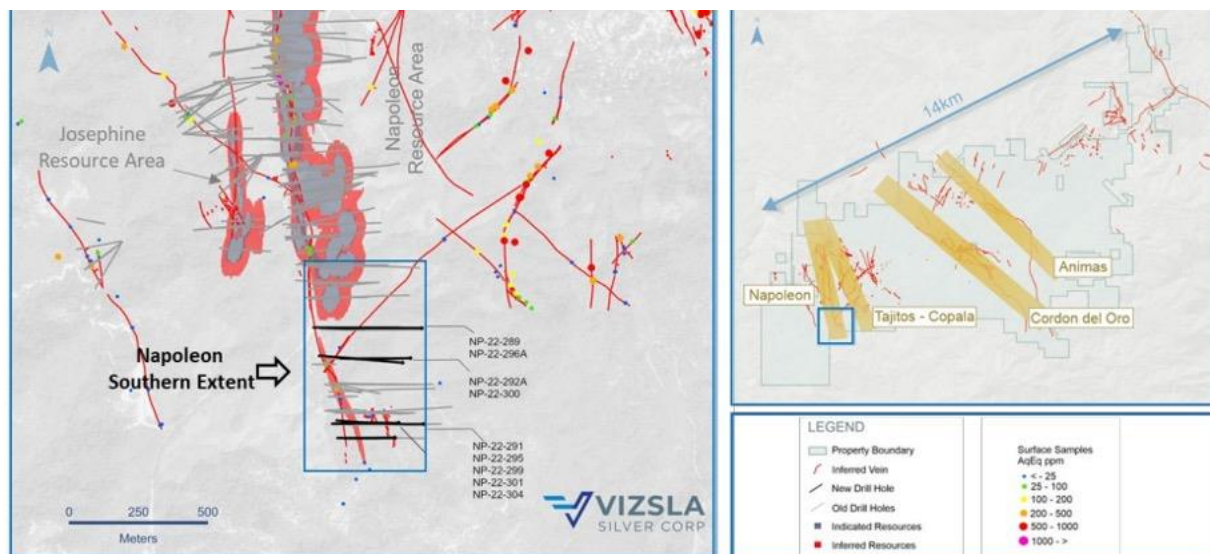 N
Josephine
Resource Area
Napoleon
Resource Area
Napoleon
Southern Extent
NP-22-289
NP-22-296A
NP-22-292A
NP-22-300
NP-22-291
NP-22-295
NP-22-299
NP-22-301
NP-22-304
0 250 500
Meters
VIZSLA
SILVER CORP
N
14km
Napoleon
Tajitos - Copala
Cordon del Oro
Animas
LEGEND
Property Boundary
Inferred Vein
New Drill Hole
Old Drill Holes
Indicated Resources
Inferred Resources
Surface Samples
AqEq ppm
< - 25
25 - 100
100 - 200
200 - 500
500 - 1000
1000 - >